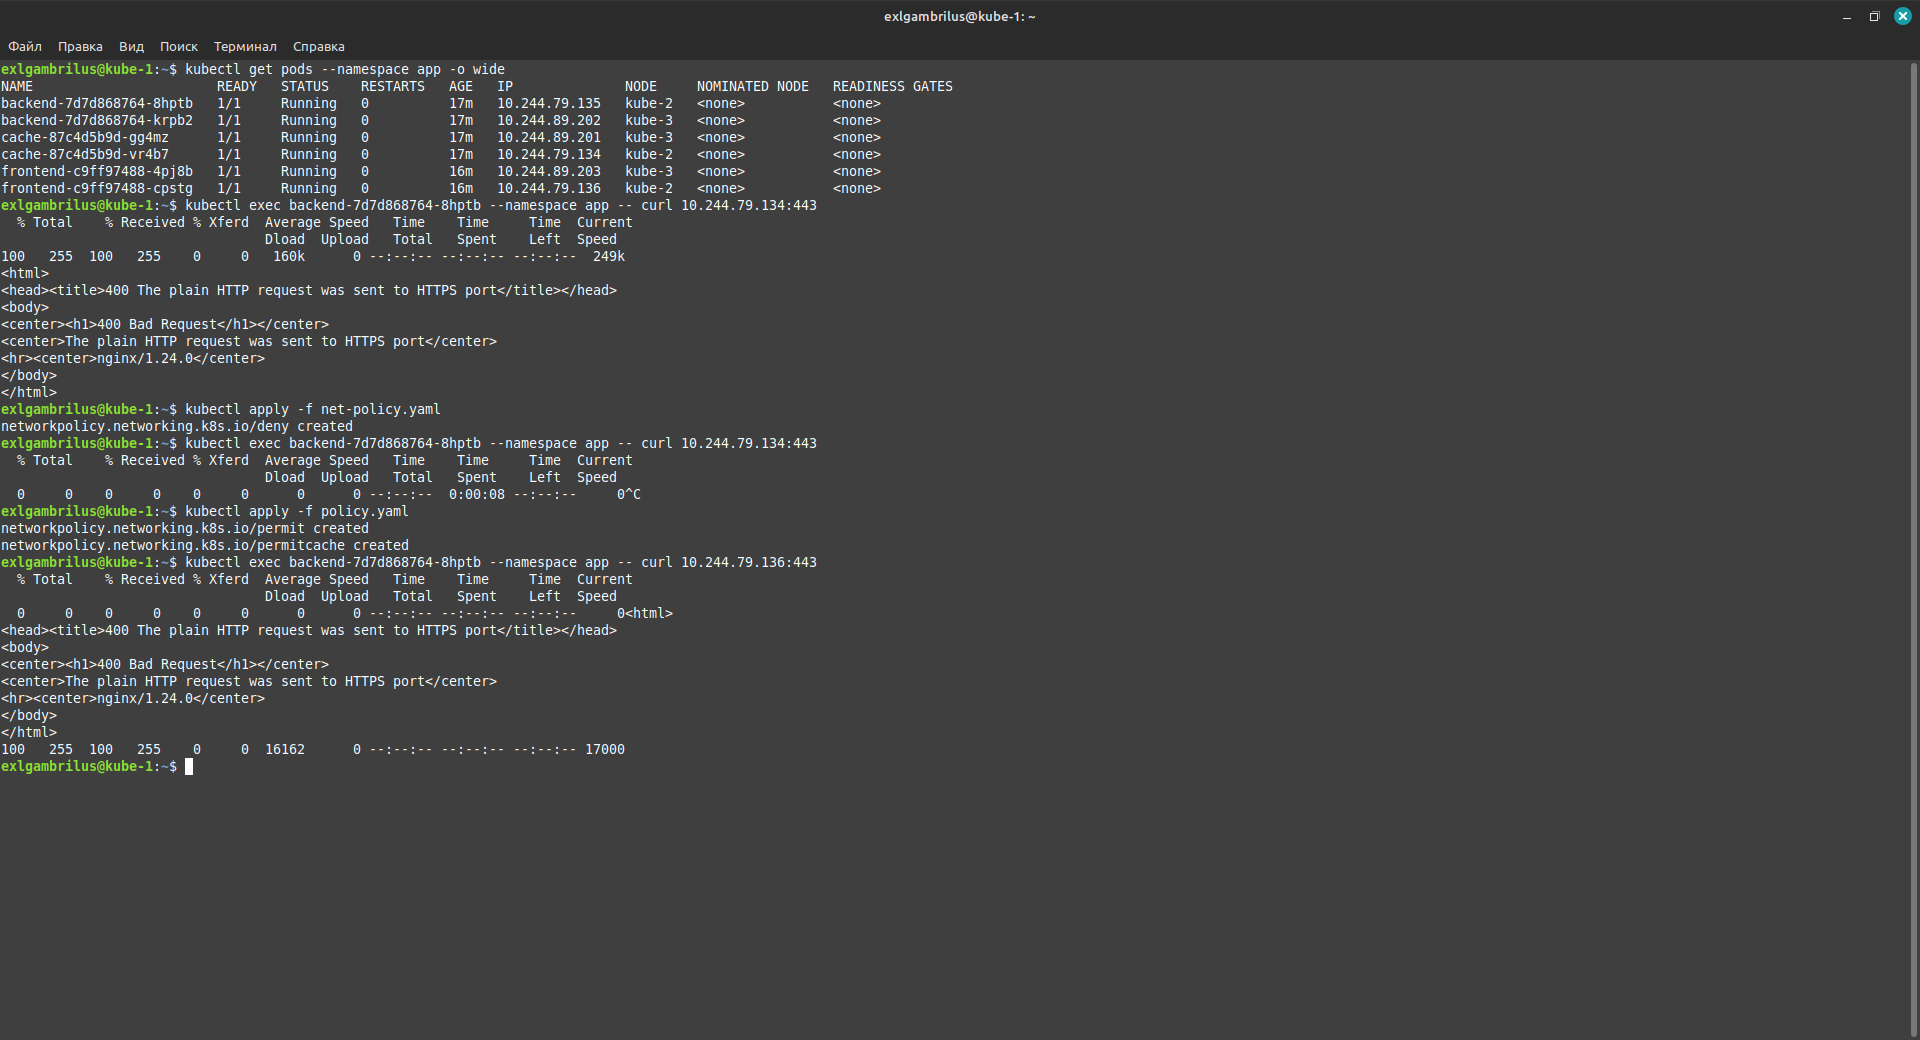 exlgambrilus@kube-1: ~
Файл Правка Вид Поиск Терминал Справка
exlgambrilus@kube-1:~$ kubectl get pods --namespace app -o wide
NAME                       READY   STATUS    RESTARTS   AGE   IP              NODE     NOMINATED NODE   READINESS GATES
backend-7d7d868764-8hptb   1/1     Running   0          17m   10.244.79.135   kube-2   <none>           <none>
backend-7d7d868764-krpb2   1/1     Running   0          17m   10.244.89.202   kube-3   <none>           <none>
cache-87c4d5b9d-gg4mz      1/1     Running   0          17m   10.244.89.201   kube-3   <none>           <none>
cache-87c4d5b9d-vr4b7      1/1     Running   0          17m   10.244.79.134   kube-2   <none>           <none>
frontend-c9ff97488-4pj8b   1/1     Running   0          16m   10.244.89.203   kube-3   <none>           <none>
frontend-c9ff97488-cpstg   1/1     Running   0          16m   10.244.79.136   kube-2   <none>           <none>
exlgambrilus@kube-1:~$ kubectl exec backend-7d7d868764-8hptb --namespace app -- curl 10.244.79.134:443
  % Total    % Received % Xferd  Average Speed   Time    Time     Time  Current
                                 Dload  Upload   Total   Spent    Left  Speed
100   255  100   255    0     0   160k      0 --:--:-- --:--:-- --:--:--  249k
<html>
<head><title>400 The plain HTTP request was sent to HTTPS port</title></head>
<body>
<center><h1>400 Bad Request</h1></center>
<center>The plain HTTP request was sent to HTTPS port</center>
<hr><center>nginx/1.24.0</center>
</body>
</html>
exlgambrilus@kube-1:~$ kubectl apply -f net-policy.yaml
networkpolicy.networking.k8s.io/deny created
exlgambrilus@kube-1:~$ kubectl exec backend-7d7d868764-8hptb --namespace app -- curl 10.244.79.134:443
  % Total    % Received % Xferd  Average Speed   Time    Time     Time  Current
                                 Dload  Upload   Total   Spent    Left  Speed
  0     0    0     0    0     0      0      0 --:--:--  0:00:08 --:--:--     0^C
exlgambrilus@kube-1:~$ kubectl apply -f policy.yaml
networkpolicy.networking.k8s.io/permit created
networkpolicy.networking.k8s.io/permitcache created
exlgambrilus@kube-1:~$ kubectl exec backend-7d7d868764-8hptb --namespace app -- curl 10.244.79.136:443
  % Total    % Received % Xferd  Average Speed   Time    Time     Time  Current
                                 Dload  Upload   Total   Spent    Left  Speed
  0     0    0     0    0     0      0      0 --:--:-- --:--:-- --:--:--     0<html>
<head><title>400 The plain HTTP request was sent to HTTPS port</title></head>
<body>
<center><h1>400 Bad Request</h1></center>
<center>The plain HTTP request was sent to HTTPS port</center>
<hr><center>nginx/1.24.0</center>
</body>
</html>
100   255  100   255    0     0  16162      0 --:--:-- --:--:-- --:--:-- 17000
exlgambrilus@kube-1:~$